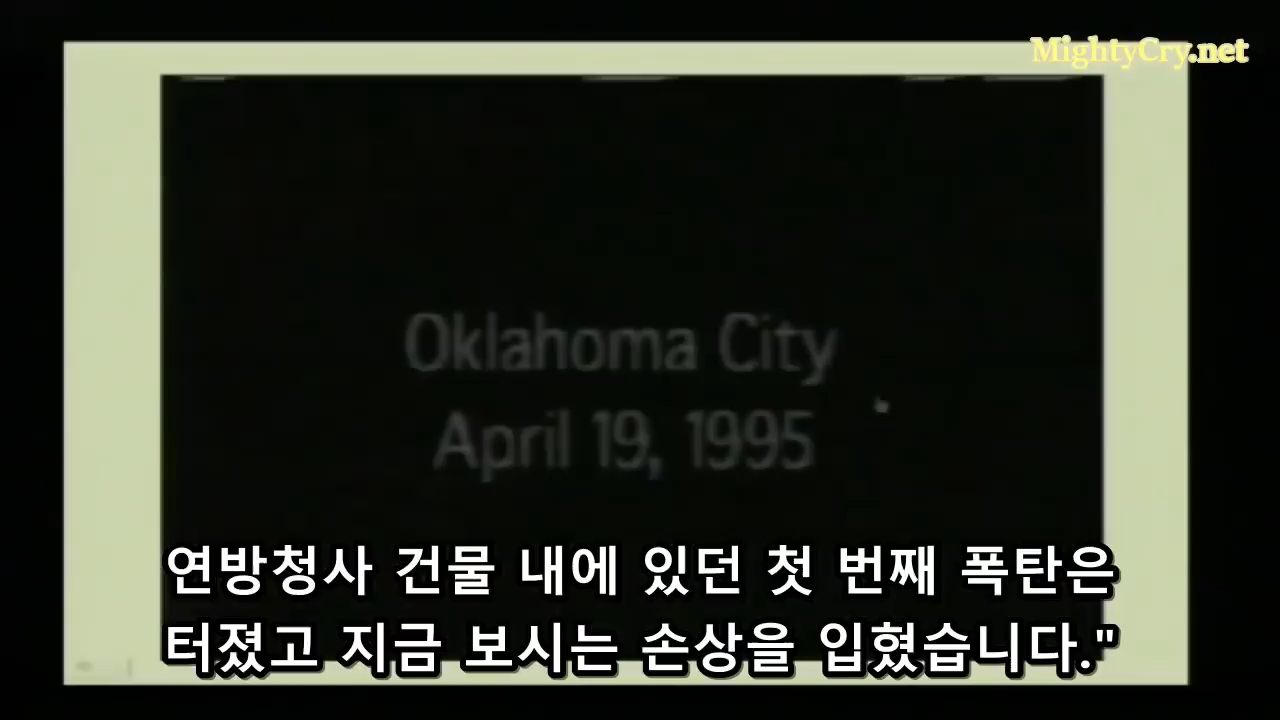 MightyCry.net
Oklahoma City
April 19, 1995
연방청사 건물 내에 있던 첫 번째 폭탄은
터졌고 지금 보시는 손상을 입혔습니다."